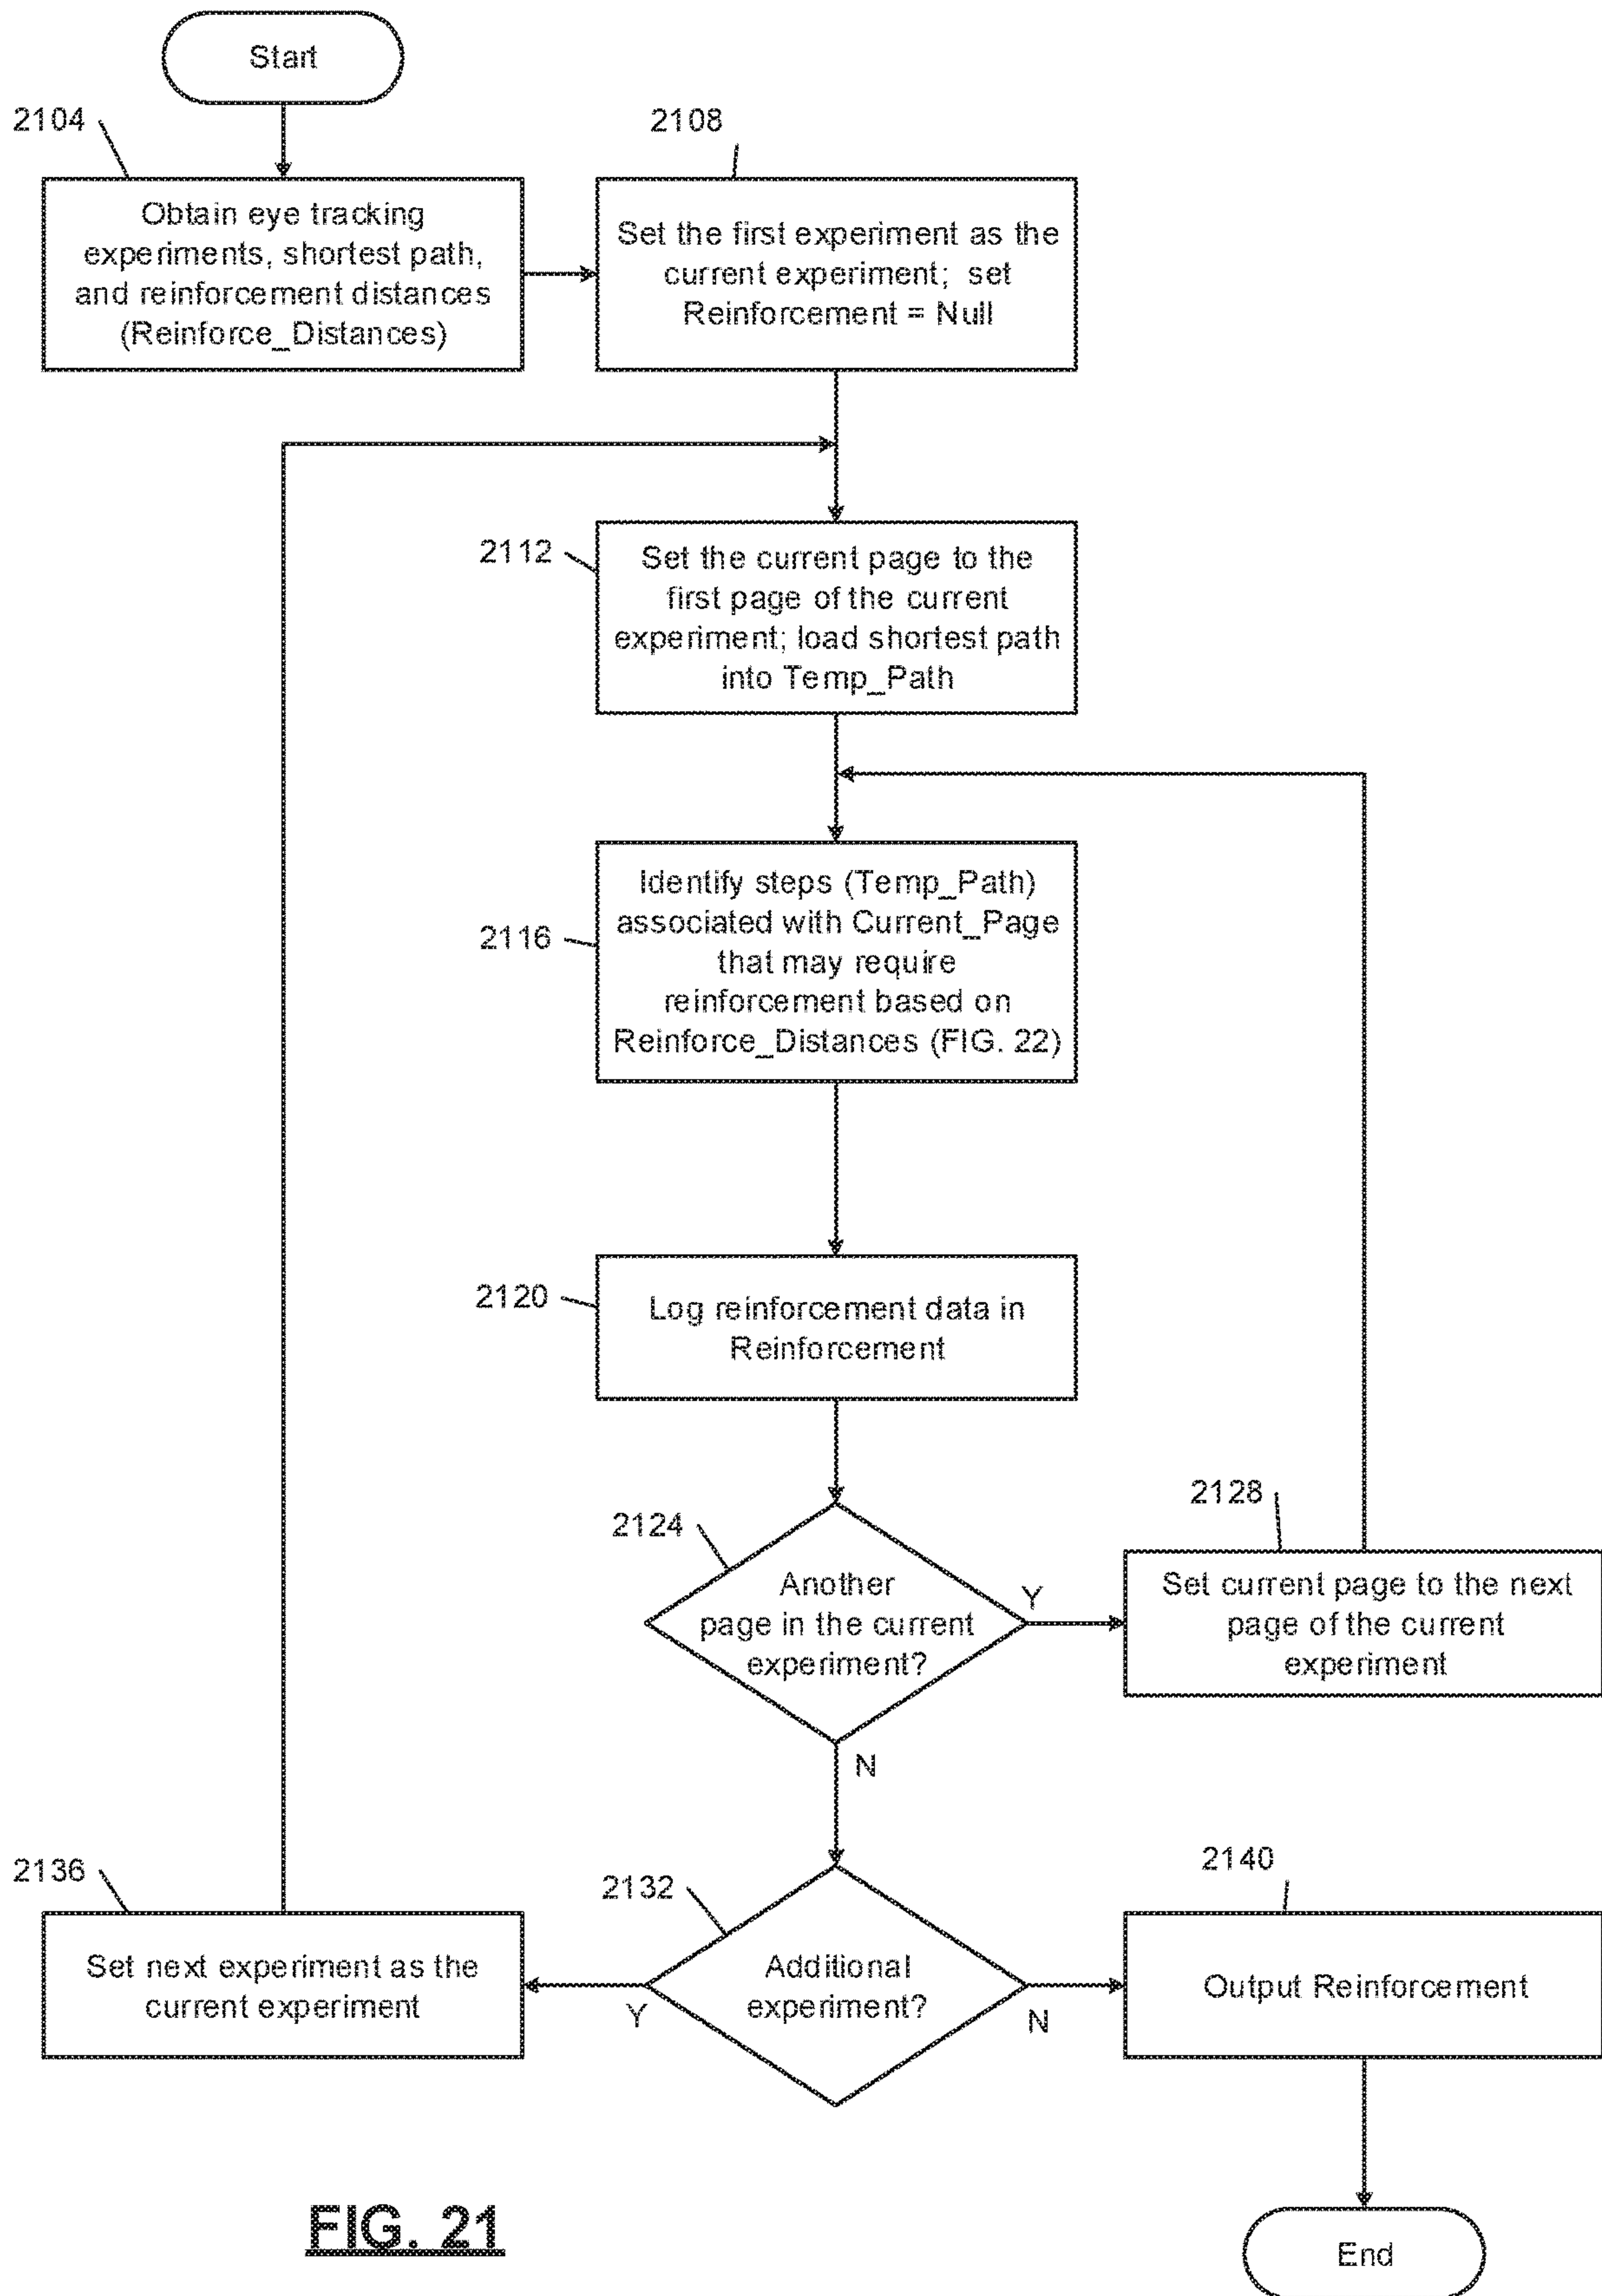 Start
2104
2108
Obtain eye tracking
experiments, shortest path,
and reinforcement distances
(Reinforce_Distances)
Set the first experiment as the
current experiment; set
Reinforcement = Null
2112
Set the current page to the
first page of the current
experiment; load shortest path
into Temp_Path
2116
Identify steps (Temp_Path)
associated with Current_Page
that may require
reinforcement based on
Reinforce_Distances (FIG. 22)
2120
Log reinforcement data in
Reinforcement
2124
Another
page in the current
experiment?
Y
N
2128
Set current page to the next
page of the current
experiment
2132
Additional
experiment?
Y
N
2136
Set next experiment as the
current experiment
2140
Output Reinforcement
End
FIG. 21